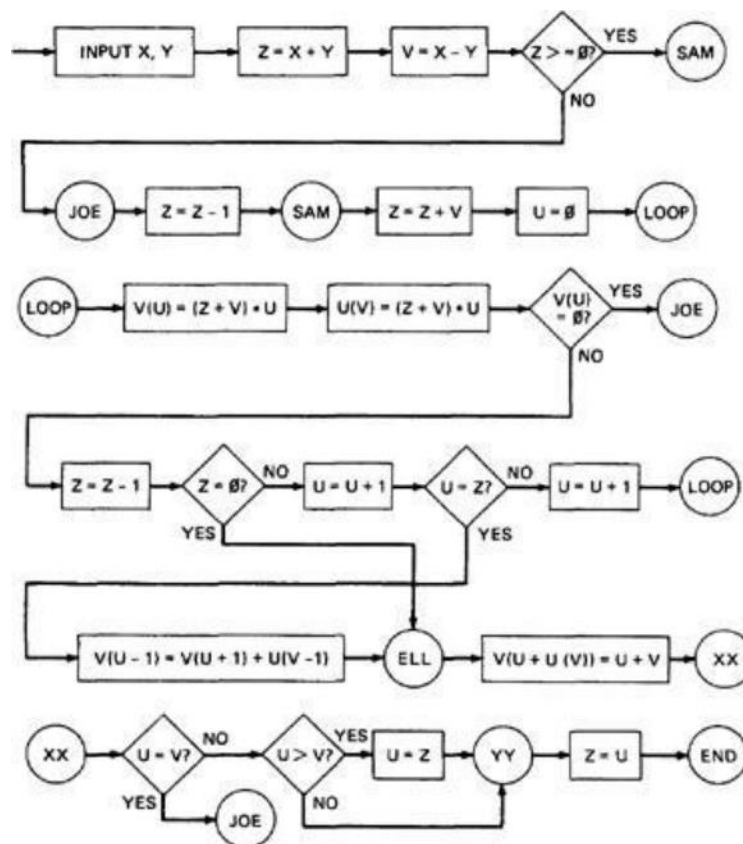 INPUT X, Y
Z = X + Y
V = X - Y
Z > = Ø?
YES
SAM
NO
JOE
Z = Z - 1
SAM
Z = Z + V
U = Ø
LOOP
LOOP
V(U) = (Z + V) * U
U(V) = (Z + V) * U
V(U)
= Ø?
YES
JOE
NO
Z = Z - 1
Z = Ø?
NO
U = U + 1
U = Z?
NO
U = U + 1
LOOP
YES
YES
V(U - 1) = V(U + 1) + U(V - 1)
ELL
V(U + U (V)) = U + V
XX
XX
U = V?
NO
U > V?
YES
U = Z
YY
Z = U
END
YES
JOE
NO